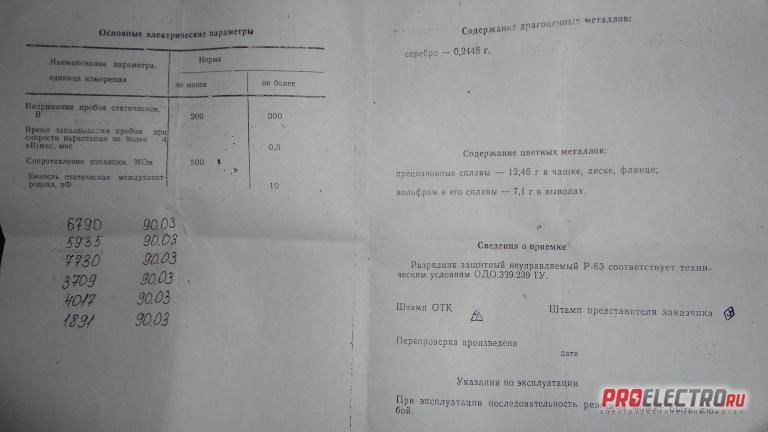 Основные электрические параметры
Наименование параметра, единица измерения
Норма
не менее
не более
Напряжение пробоя статическое, В
200
300
Время запаздывания пробоя при
скорости нарастания не более 4
кВ/мкс, мкс
0,5
Сопротивление изоляции, МОм
500
Емкость статическая междуэлект-
родная, пФ
10
6790 90.03
5935 90.03
7730 90.03
3709 90.03
4017 90.03
1891 90.03
Содержание драгоценных металлов:
серебро — 0,2448 г.
Содержание цветных металлов:
прецизионные сплавы — 12,46 г в чашке, диске, фланце;
вольфрам и его сплавы — 7,1 г в выводах.
Сведения о приемке
Разрядник защитный неуправляемый Р-63 соответствует техни-
ческим условиям ОДО.339.239 ТУ.
Штамп ОТК
Штамп представителя заказчика
Перепроверка произведена
дата
Указания по эксплуатации
При эксплуатации последовательность
бой.
PROELECTRO.RU